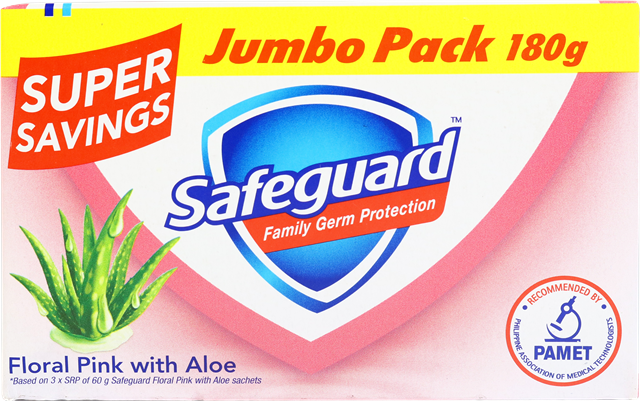 Jumbo Pack 180g
SUPER
SAVINGS
Safeguard™
Family Germ Protection
Floral Pink with Aloe
*Based on 3 x SRP of 60 g Safeguard Floral Pink with Aloe sachets
RECOMMENDED BY
PAMET
PHILIPPINE ASSOCIATION OF MEDICAL TECHNOLOGISTS